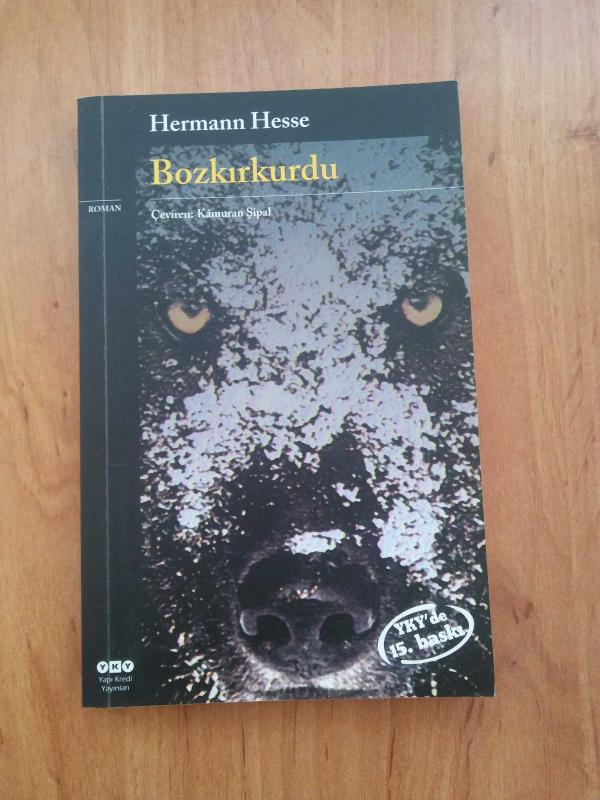 Hermann Hesse
Bozkırkurdu
ROMAN
Çeviren: Kâmuran Şipal
YKY'de
15. baskı
YKY
Yapı Kredi
Yayınları